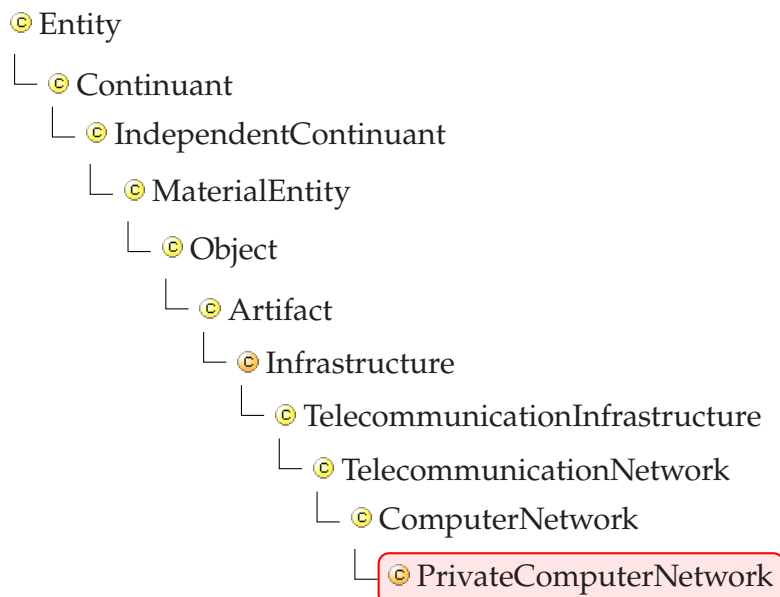 Entity
Continuant
IndependentContinuant
MaterialEntity
Object
Artifact
Infrastructure
TelecommunicationInfrastructure
TelecommunicationNetwork
ComputerNetwork
PrivateComputerNetwork